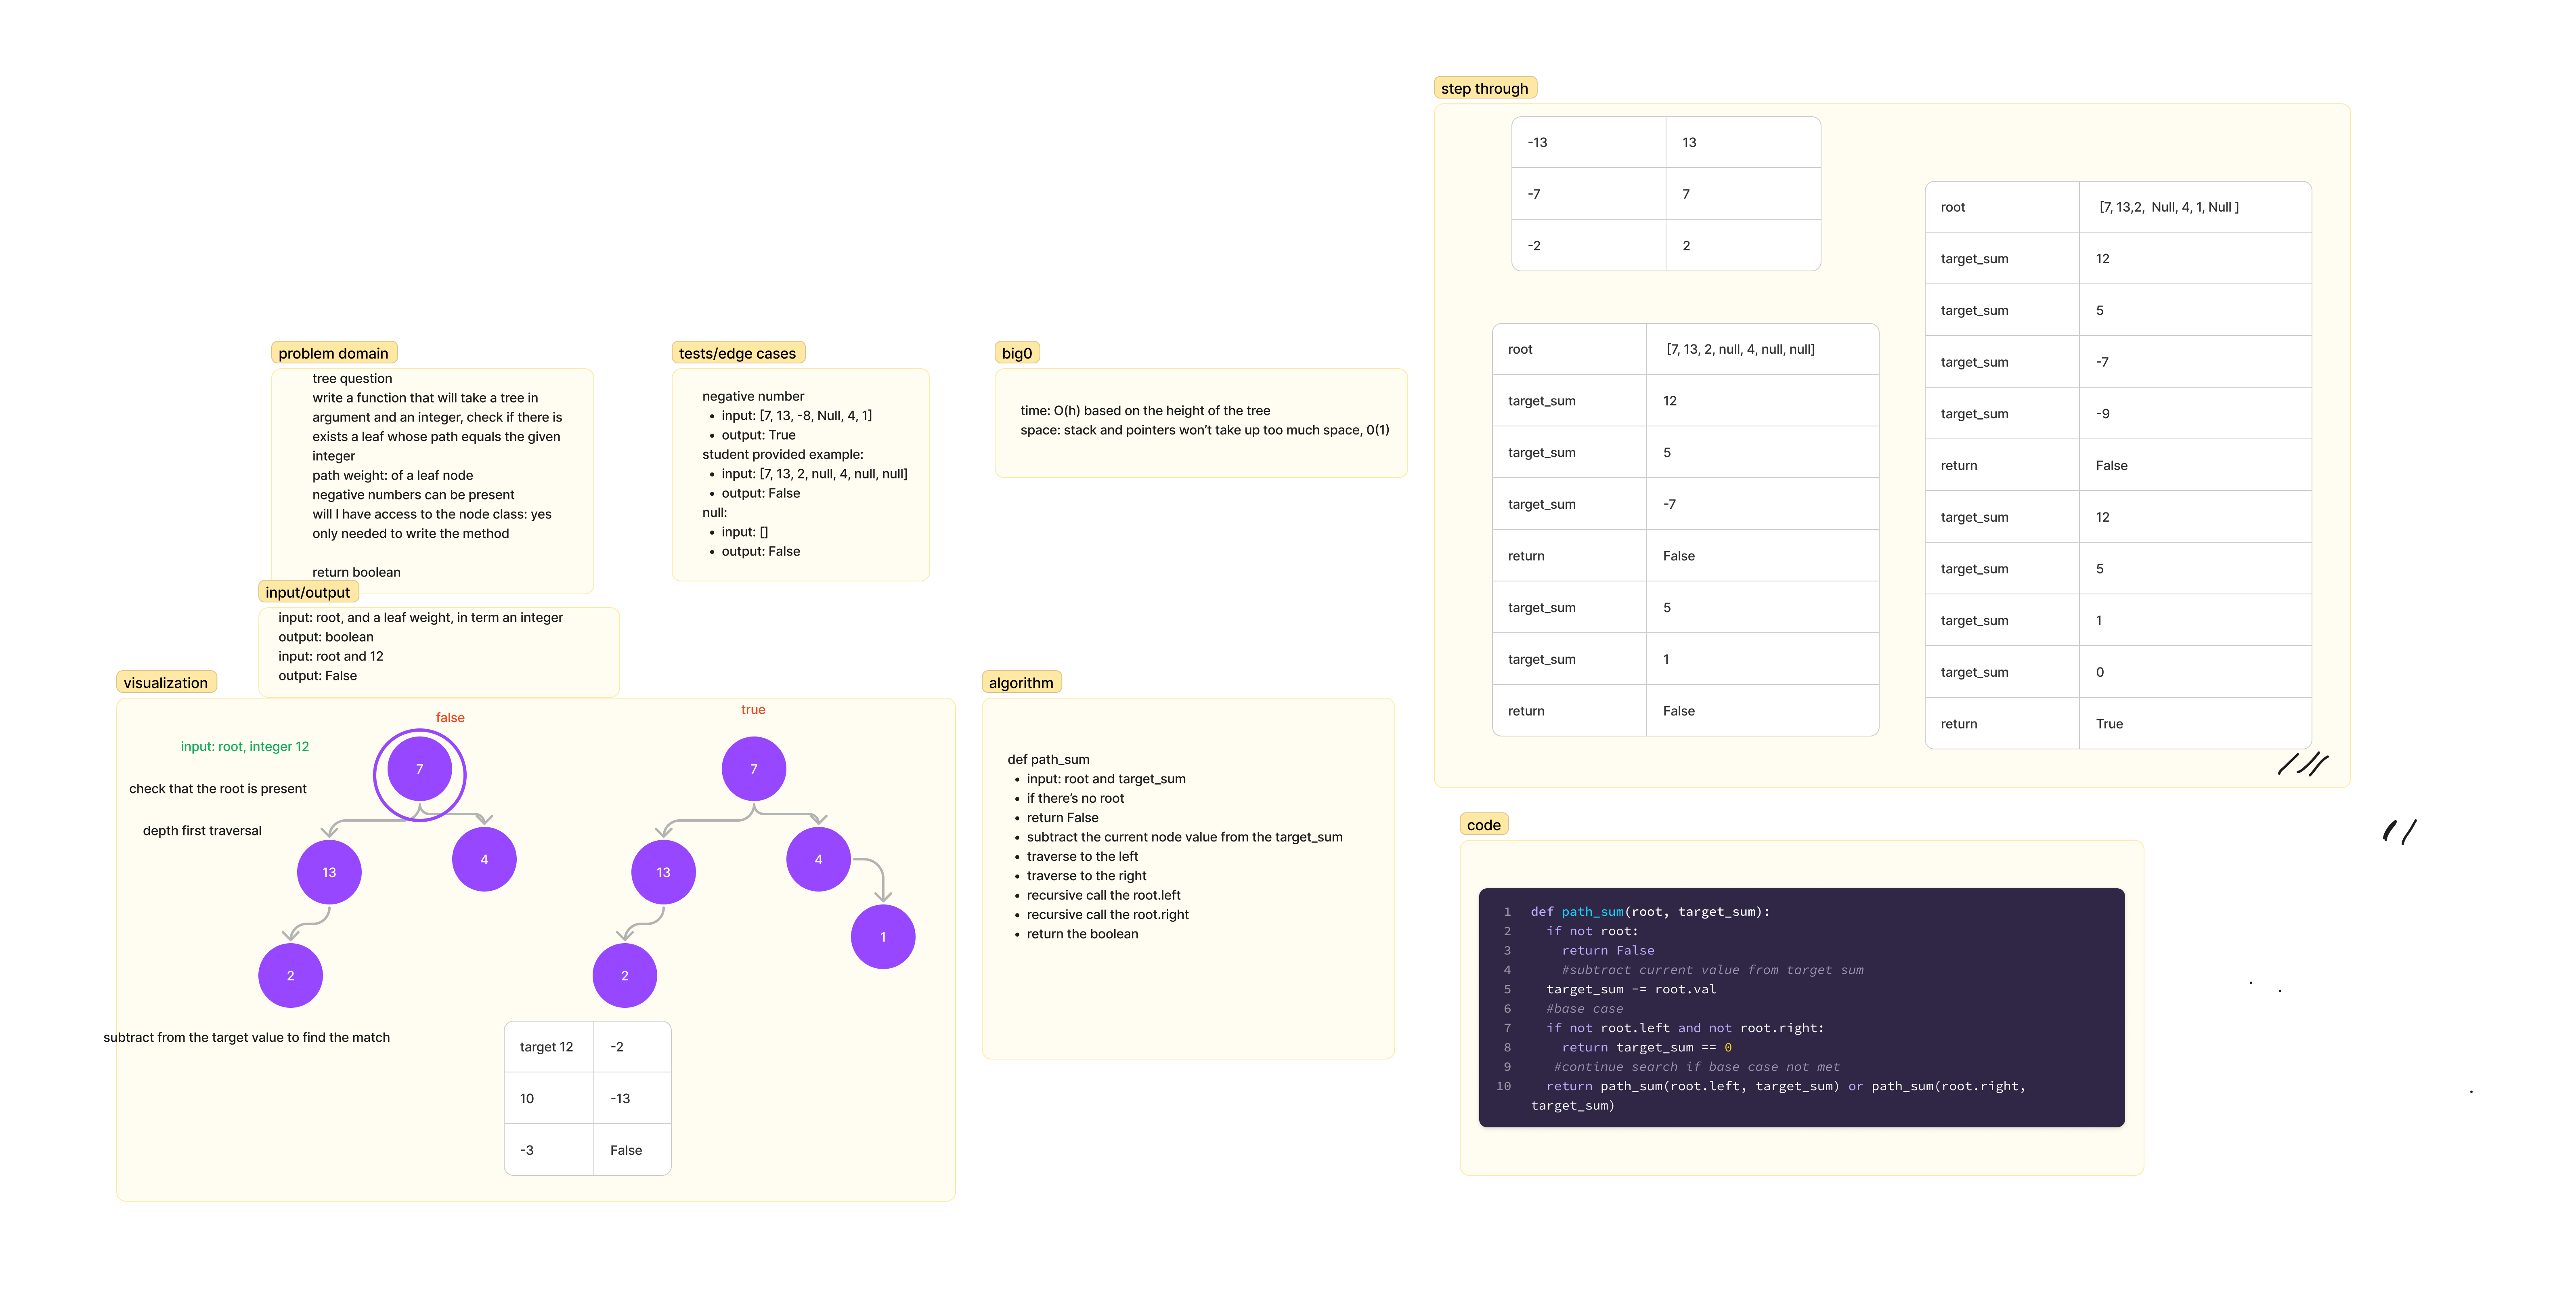 problem domain
tree question
write a function that will take a tree in
argument and an integer, check if there is
exists a leaf whose path equals the given
integer
path weight: of a leaf node
negative numbers can be present
will I have access to the node class: yes
only needed to write the method
return boolean
input/output
input: root, and a leaf weight, in term an integer
output: boolean
input: root and 12
output: False
tests/edge cases
negative number
• input: [7, 13, -8, Null, 4, 1]
• output: True
student provided example:
• input: [7, 13, 2, null, 4, null, null]
• output: False
null:
• input: []
• output: False
big0
time: O(h) based on the height of the tree
space: stack and pointers won’t take up too much space, 0(1)
visualization
false
true
input: root, integer 12
check that the root is present
depth first traversal
7
13
4
2
7
13
4
2
1
subtract from the target value to find the match
target 12 -2
10 -13
-3 False
algorithm
def path_sum
• input: root and target_sum
• if there’s no root
• return False
• subtract the current node value from the target_sum
• traverse to the left
• traverse to the right
• recursive call the root.left
• recursive call the root.right
• return the boolean
step through
-13 13
-7 7
-2 2
root [7, 13, 2, null, 4, null, null]
target_sum 12
target_sum 5
target_sum -7
return False
target_sum 5
target_sum 1
return False
root [7, 13,2, Null, 4, 1, Null ]
target_sum 12
target_sum 5
target_sum -7
target_sum -9
return False
target_sum 12
target_sum 5
target_sum 1
target_sum 0
return True
code
1 def path_sum(root, target_sum):
2 if not root:
3 return False
4 #subtract current value from target sum
5 target_sum -= root.val
6 #base case
7 if not root.left and not root.right:
8 return target_sum == 0
9 #continue search if base case not met
10 return path_sum(root.left, target_sum) or path_sum(root.right,
target_sum)